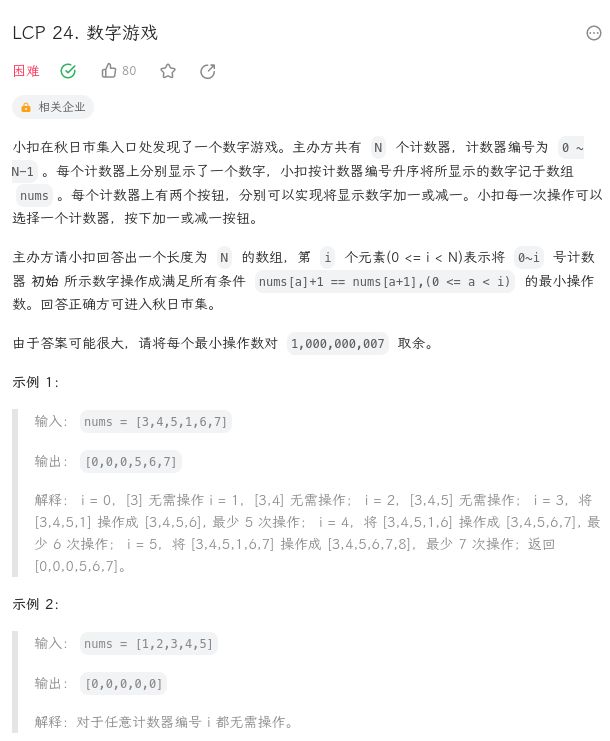 LCP 24. 数字游戏
困难 80
相关企业
小扣在秋日市集入口处发现了一个数字游戏。主办方共有 N 个计数器，计数器编号为 0 ~
N-1 。每个计数器上分别显示了一个数字，小扣按计数器编号升序将所显示的数字记于数组
nums 。每个计数器上有两个按钮，分别可以实现将显示数字加一或减一。小扣每一次操作可以
选择一个计数器，按下加一或减一按钮。
主办方请小扣回答出一个长度为 N 的数组，第 i 个元素(0 <= i < N)表示将 0~i 号计数
器 初始 所示数字操作成满足所有条件 nums[a]+1 == nums[a+1],(0 <= a < i) 的最小操作
数。回答正确方可进入秋日市集。
由于答案可能很大，请将每个最小操作数对 1,000,000,007 取余。
示例 1：
输入： nums = [3,4,5,1,6,7]
输出： [0,0,0,5,6,7]
解释： i = 0，[3] 无需操作 i = 1，[3,4] 无需操作； i = 2，[3,4,5] 无需操作； i = 3，将
[3,4,5,1] 操作成 [3,4,5,6], 最少 5 次操作； i = 4，将 [3,4,5,1,6] 操作成 [3,4,5,6,7], 最
少 6 次操作； i = 5，将 [3,4,5,1,6,7] 操作成 [3,4,5,6,7,8]，最少 7 次操作；返回
[0,0,0,5,6,7]。
示例 2：
输入： nums = [1,2,3,4,5]
输出： [0,0,0,0,0]
解释：对于任意计数器编号 i 都无需操作。